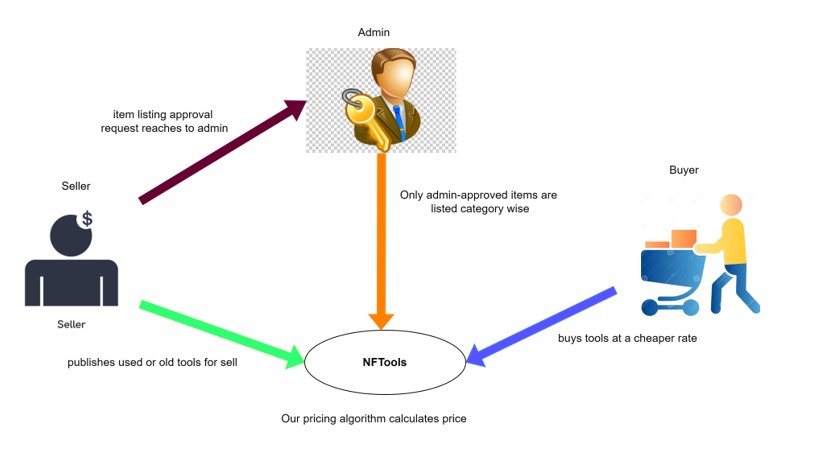 Admin
item listing approval
request reaches to admin
Seller
$
Only admin-approved items are
listed category wise
Buyer
Seller
publishes used or old tools for sell
NFTools
buys tools at a cheaper rate
Our pricing algorithm calculates price